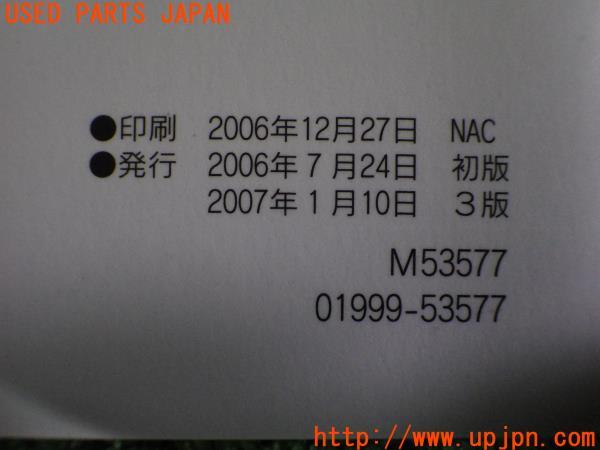 USED PARTS JAPAN
●印刷 2006年12月27日 NAC
●発行 2006年 7月24日 初版
2007年 1月10日 3版
M53577
01999-53577
http://www.upjpn.com/